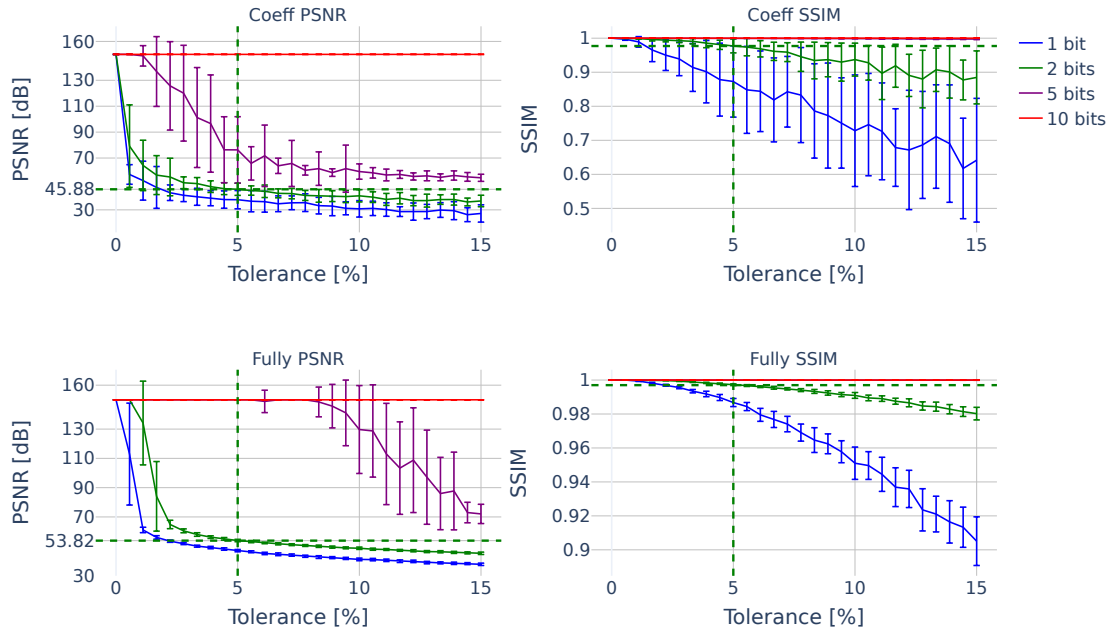 Coeff PSNR
Coeff SSIM
PSNR [dB]
160
130
90
70
45.88
30
0
5
10
15
Tolerance [%]
SSIM
1
0.9
0.8
0.7
0.6
0.5
0
5
10
15
Tolerance [%]
1 bit
2 bits
5 bits
10 bits
Fully PSNR
Fully SSIM
PSNR [dB]
160
130
90
70
53.82
30
0
5
10
15
Tolerance [%]
SSIM
1
0.98
0.96
0.94
0.92
0.9
0
5
10
15
Tolerance [%]